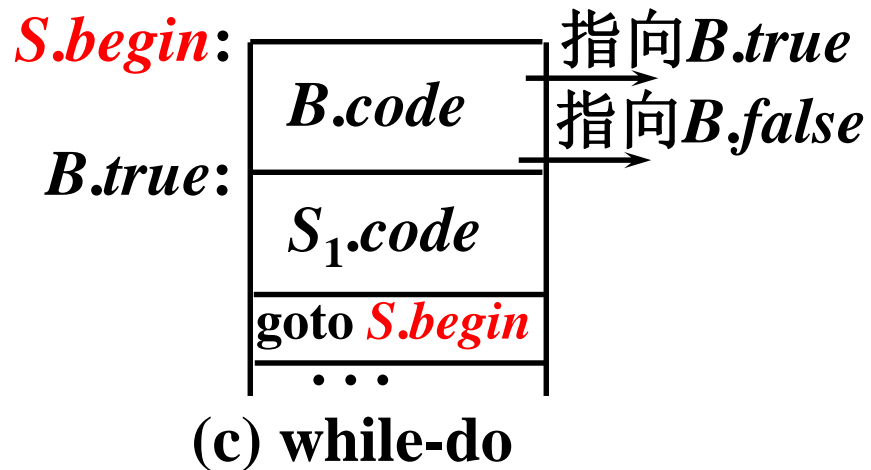 S.begin:
指向B.true
B.code
指向B.false
B.true:
S₁.code
goto S.begin
...
(c) while-do